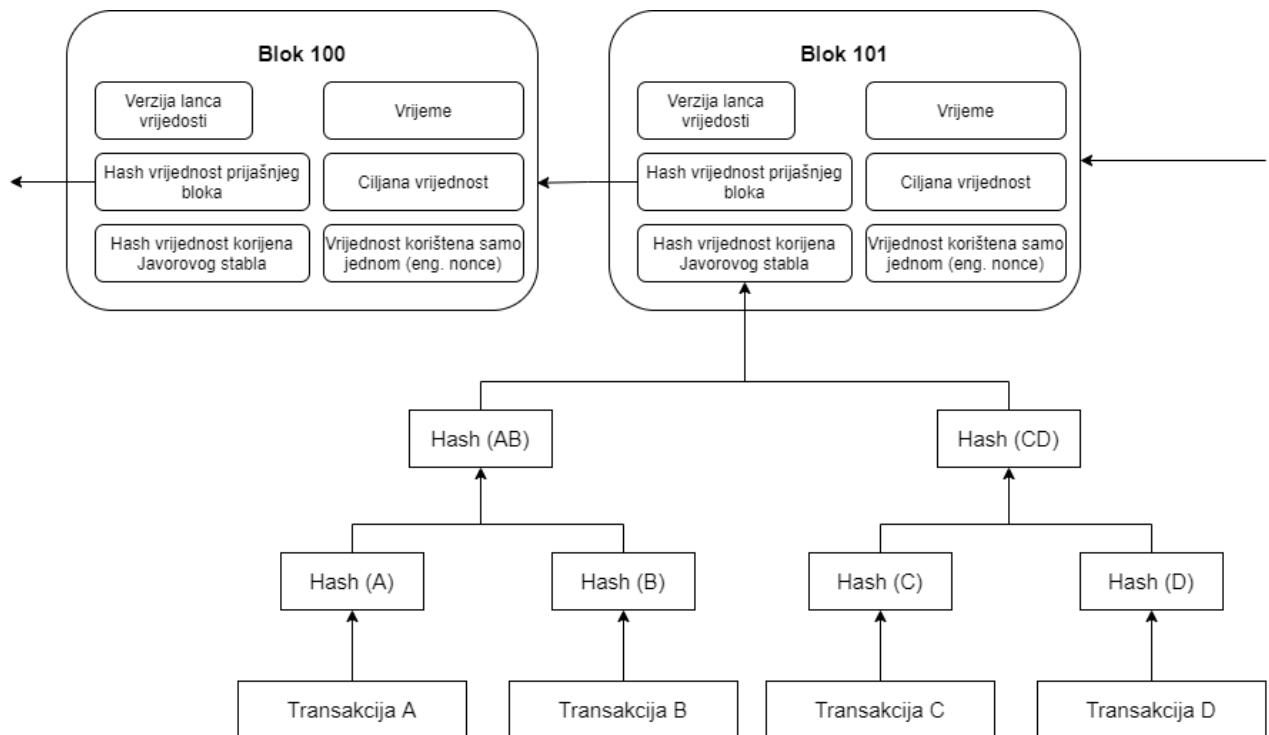 Blok 100
Verzija lanca
vrijedosti
Vrijeme
Hash vrijednost prijašnjeg
bloka
Ciljana vrijednost
Hash vrijednost korijena
Javorovog stabla
Vrijednost korištena samo
jednom (eng. nonce)
Blok 101
Verzija lanca
vrijedosti
Vrijeme
Hash vrijednost prijašnjeg
bloka
Ciljana vrijednost
Hash vrijednost korijena
Javorovog stabla
Vrijednost korištena samo
jednom (eng. nonce)
Hash (AB)
Hash (CD)
Hash (A)
Hash (B)
Hash (C)
Hash (D)
Transakcija A
Transakcija B
Transakcija C
Transakcija D